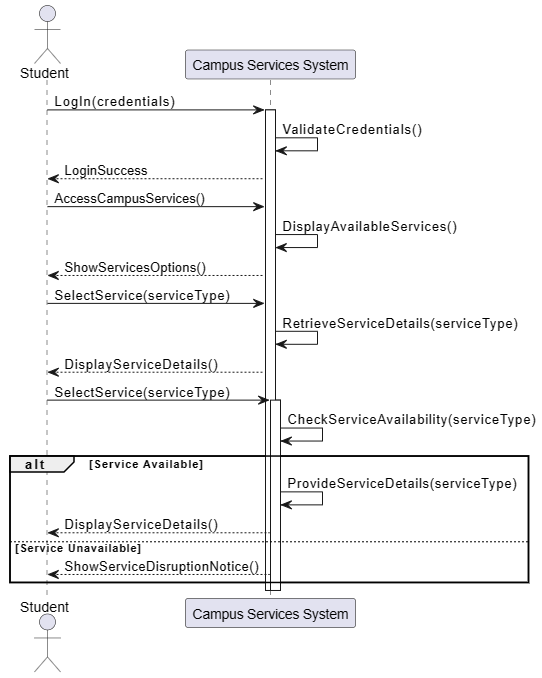 Student
Campus Services System
LogIn(credentials)
ValidateCredentials()
LoginSuccess
AccessCampusServices()
DisplayAvailableServices()
ShowServicesOptions()
SelectService(serviceType)
RetrieveServiceDetails(serviceType)
DisplayServiceDetails()
SelectService(serviceType)
CheckServiceAvailability(serviceType)
alt [Service Available]
ProvideServiceDetails(serviceType)
DisplayServiceDetails()
[Service Unavailable]
ShowServiceDisruptionNotice()
Student
Campus Services System